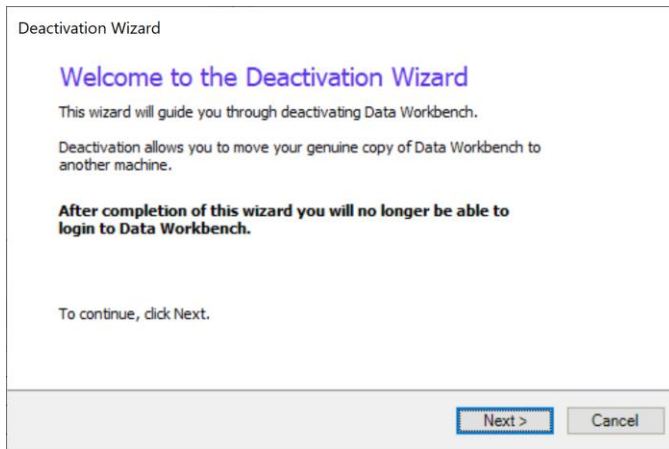 Deactivation Wizard
Welcome to the Deactivation Wizard
This wizard will guide you through deactivating Data Workbench.
Deactivation allows you to move your genuine copy of Data Workbench to
another machine.
After completion of this wizard you will no longer be able to
login to Data Workbench.
To continue, click Next.
Next >
Cancel